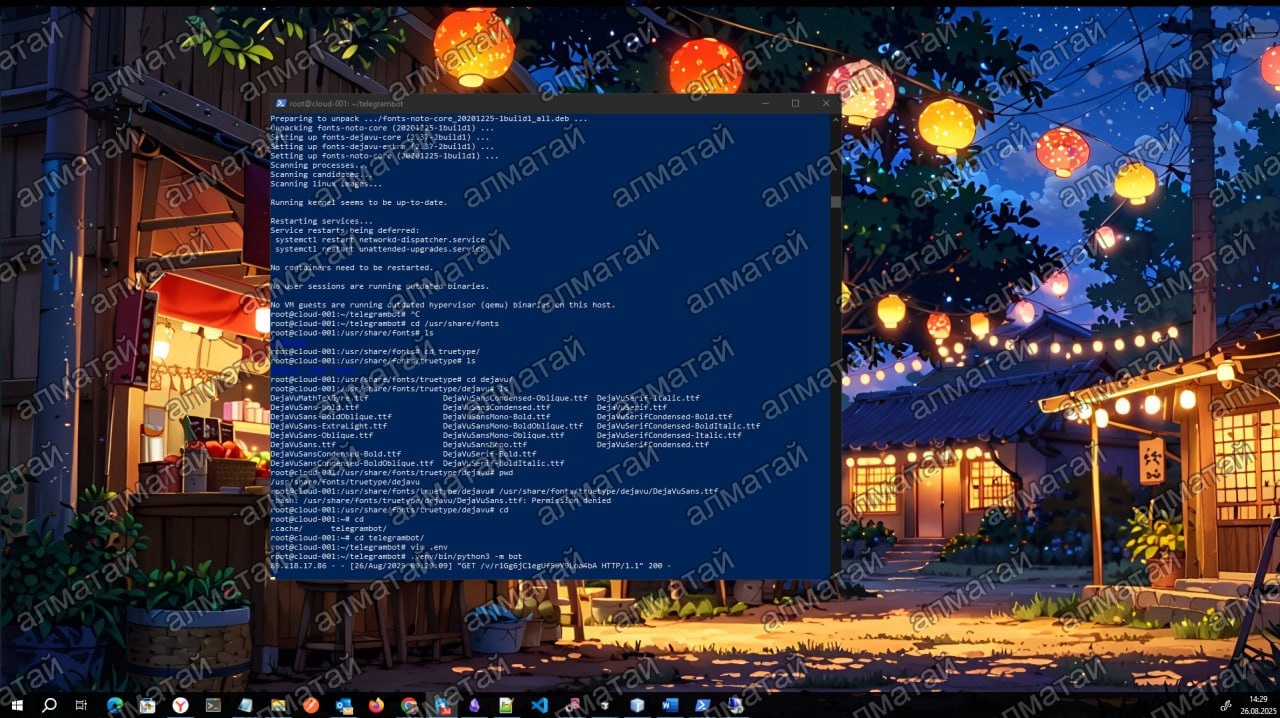 root@cloud-001: ~/telegrambot
Preparing to unpack .../fonts-noto-core_20201225-1build1_all.deb ...
Unpacking fonts-noto-core (20201225-1build1) ...
Setting up fonts-dejavu-core (2.37-2build1) ...
Setting up fonts-dejavu-extra (2.37-2build1) ...
Setting up fonts-noto-core (20201225-1build1) ...
Scanning processes...
Scanning candidates...
Scanning linux images...
Running kernel seems to be up-to-date.
Restarting services...
Service restarts being deferred:
systemctl restart networkd-dispatcher.service
systemctl restart unattended-upgrades.service
No containers need to be restarted.
No user sessions are running outdated binaries.
No VM guests are running outdated hypervisor (qemu) binaries on this host.
root@cloud-001:~/telegrambot# ^C
root@cloud-001:~/telegrambot# cd /usr/share/fonts
root@cloud-001:/usr/share/fonts# ls
root@cloud-001:/usr/share/fonts# cd truetype/
root@cloud-001:/usr/share/fonts/truetype# ls
root@cloud-001:/usr/share/fonts/truetype# cd dejavu/
root@cloud-001:/usr/share/fonts/truetype/dejavu# ls
DejaVuMathTeXGyre.ttf DejaVuSansCondensed-Oblique.ttf DejaVuSerif-Italic.ttf
DejaVuSans-Bold.ttf DejaVuSansCondensed.ttf DejaVuSerif.ttf
DejaVuSans-BoldOblique.ttf DejaVuSansMono-Bold.ttf DejaVuSerifCondensed-Bold.ttf
DejaVuSans-ExtraLight.ttf DejaVuSansMono-BoldOblique.ttf DejaVuSerifCondensed-BoldItalic.ttf
DejaVuSans-Oblique.ttf DejaVuSansMono-Oblique.ttf DejaVuSerifCondensed-Italic.ttf
DejaVuSans.ttf DejaVuSansMono.ttf DejaVuSerifCondensed.ttf
DejaVuSansCondensed-Bold.ttf DejaVuSerif-Bold.ttf
DejaVuSansCondensed-BoldOblique.ttf DejaVuSerif-BoldItalic.ttf
root@cloud-001:/usr/share/fonts/truetype/dejavu# pwd
/usr/share/fonts/truetype/dejavu
root@cloud-001:/usr/share/fonts/truetype/dejavu# /usr/share/fonts/truetype/dejavu/DejaVuSans.ttf
-bash: /usr/share/fonts/truetype/dejavu/DejaVuSans.ttf: Permission denied
root@cloud-001:/usr/share/fonts/truetype/dejavu# cd
root@cloud-001:~# cd
.cache/ telegrambot/
root@cloud-001:~# cd telegrambot/
root@cloud-001:~/telegrambot# vim .env
root@cloud-001:~/telegrambot# .venv/bin/python3 -m bot
89.218.17.86 - - [26/Aug/2025 09:29:09] HTTP/1.1" 200 -
алматай
14:29
26.08.2025